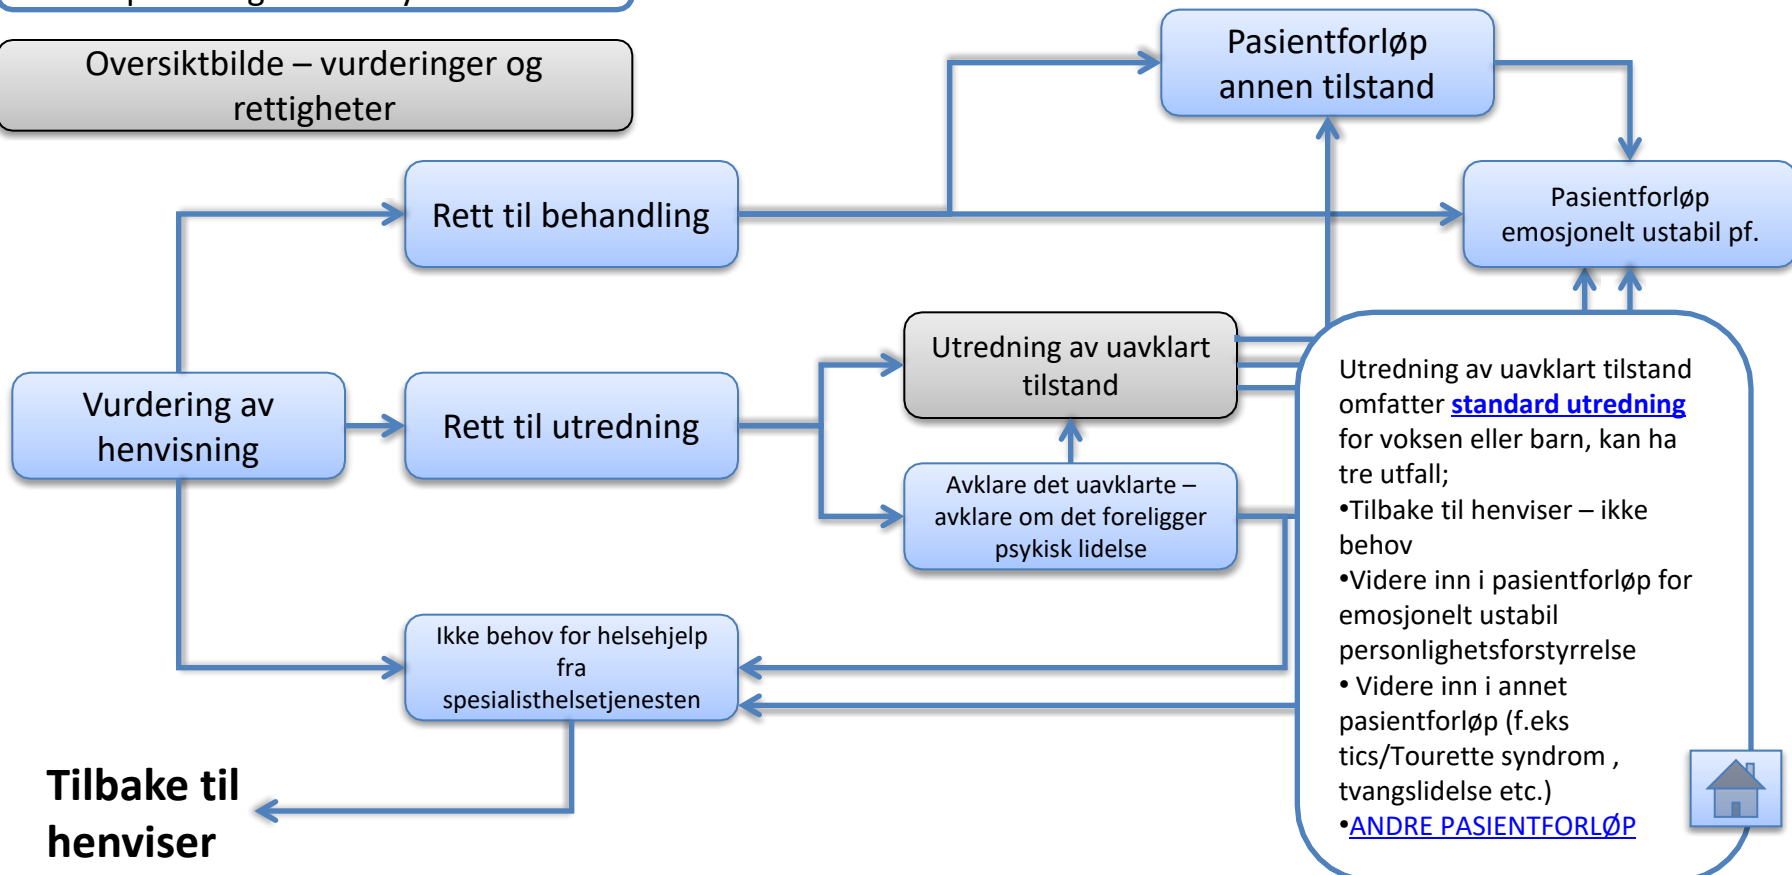 Oversiktbilde – vurderinger og
rettigheter
Pasientforløp
annen tilstand
Rett til behandling
Pasientforløp
emosjonelt ustabil pf.
Utredning av uavklart
tilstand
Vurdering av
henvisning
Rett til utredning
Avklare det uavklarte –
avklare om det foreligger
psykisk lidelse
Ikke behov for helsehjelp
fra
spesialisthelsetjenesten
Tilbake til
henviser
Utredning av uavklart tilstand
omfatter standard utredning
for voksen eller barn, kan ha
tre utfall;
•Tilbake til henviser – ikke
behov
•Videre inn i pasientforløp for
emosjonelt ustabil
personlighetsforstyrrelse
• Videre inn i annet
pasientforløp (f.eks
tics/Tourette syndrom ,
tvangslidelse etc.)
•ANDRE PASIENTFORLØP